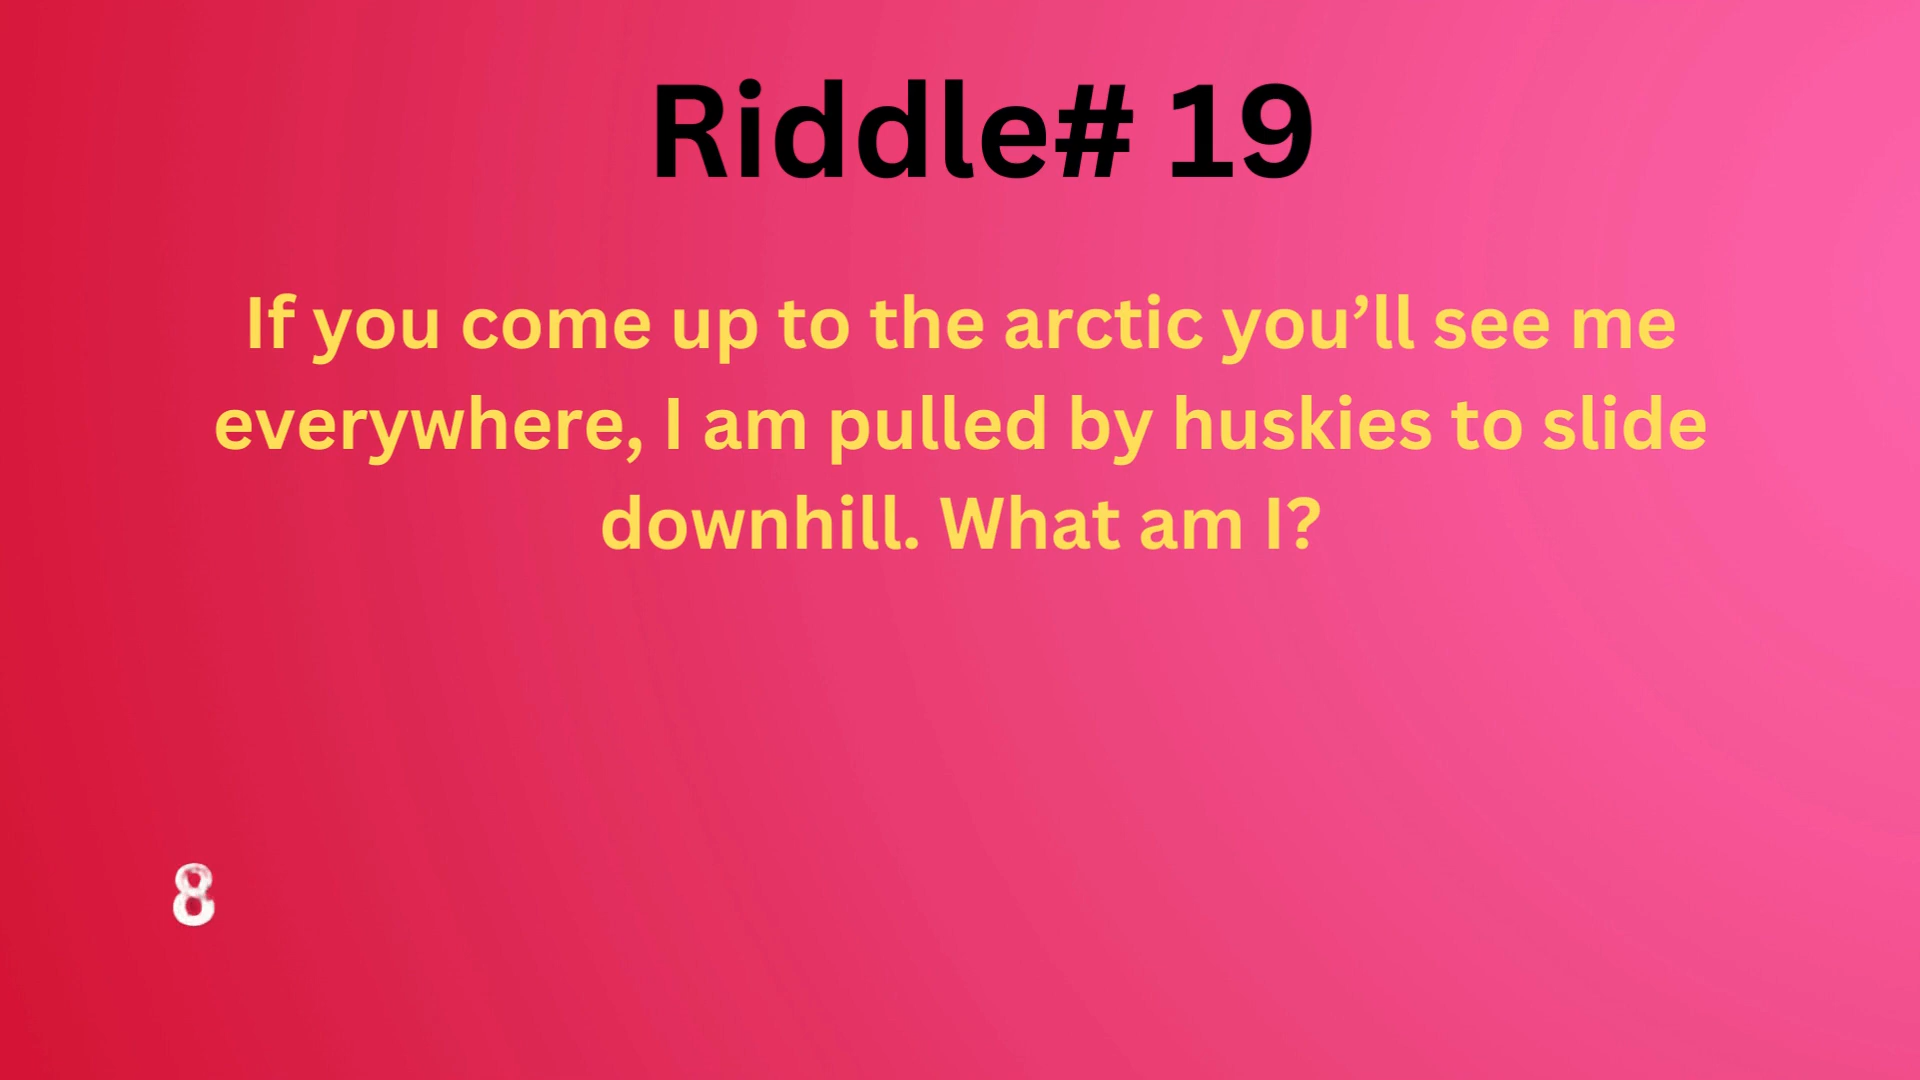 Riddle# 19
If you come up to the arctic you’ll see me
everywhere, I am pulled by huskies to slide
downhill. What am I?
8